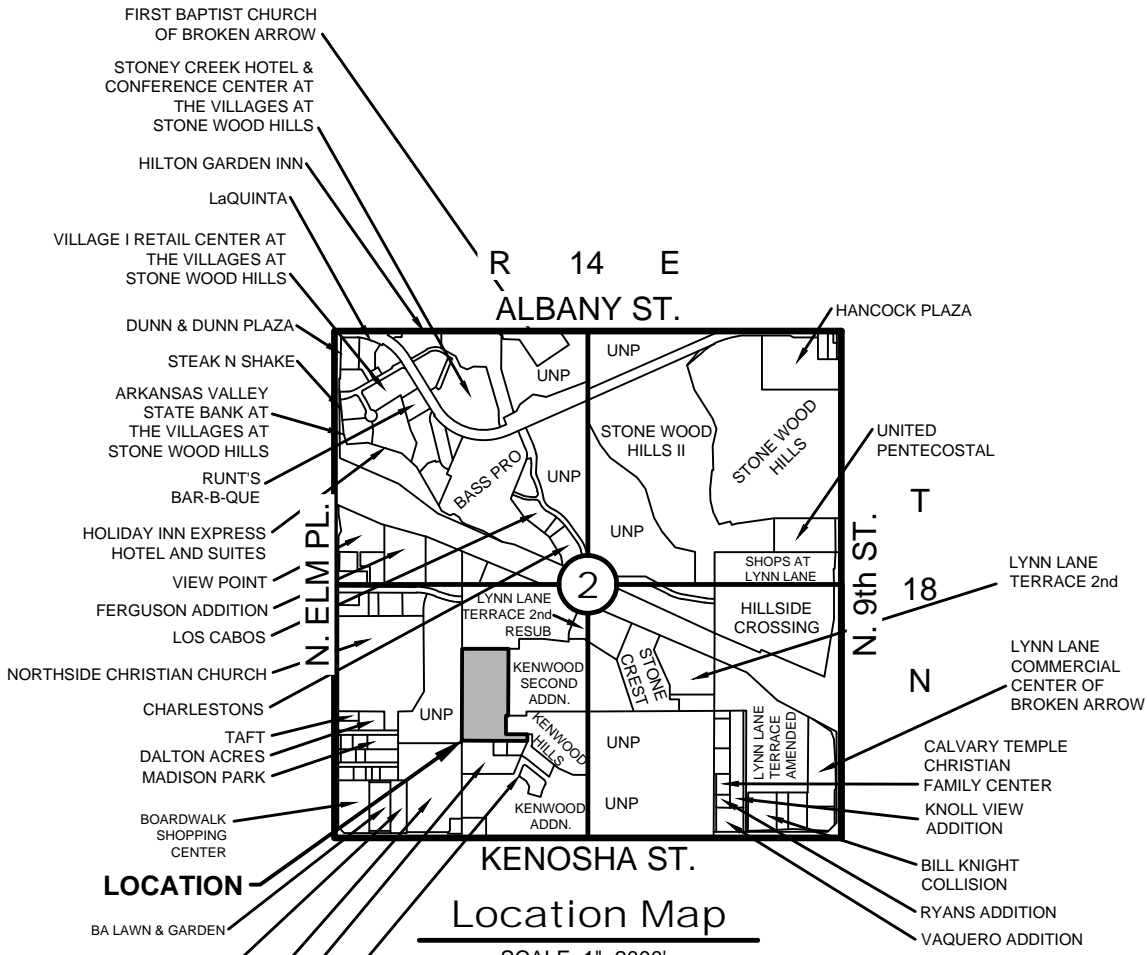 FIRST BAPTIST CHURCH
OF BROKEN ARROW
STONEY CREEK HOTEL &
CONFERENCE CENTER AT
THE VILLAGES AT
STONE WOOD HILLS
HILTON GARDEN INN
LaQUINTA
VILLAGE I RETAIL CENTER AT
THE VILLAGES AT
STONE WOOD HILLS
DUNN & DUNN PLAZA
STEAK N SHAKE
ARKANSAS VALLEY
STATE BANK AT
THE VILLAGES AT
STONE WOOD HILLS
RUNT'S
BAR-B-QUE
HOLIDAY INN EXPRESS
HOTEL AND SUITES
VIEW POINT
FERGUSON ADDITION
LOS CABOS
NORTHSIDE CHRISTIAN CHURCH
CHARLESTONS
TAFT
DALTON ACRES
MADISON PARK
BOARDWALK
SHOPPING
CENTER
LOCATION
BA LAWN & GARDEN
R 14 E
ALBANY ST.
N. ELM PL.
UNP
UNP
STONE WOOD
HILLS II
STONE WOOD
HILLS
BASS PRO
UNP
UNP
SHOPS AT
LYNN LANE
2
LYNN LANE
TERRACE 2nd
RESUB
HILLSIDE
CROSSING
KENWOOD
SECOND
ADDN.
STONE
CREST
UNP
KENWOOD
HILLS
UNP
LYNN LANE
TERRACE
AMENDED
KENWOOD
ADDN.
UNP
KENOSHA ST.
N. 9th ST.
T
18
N
HANCOCK PLAZA
UNITED
PENTECOSTAL
LYNN LANE
TERRACE 2nd
LYNN LANE
COMMERCIAL
CENTER OF
BROKEN ARROW
CALVARY TEMPLE
CHRISTIAN
FAMILY CENTER
KNOLL VIEW
ADDITION
BILL KNIGHT
COLLISION
RYANS ADDITION
VAQUERO ADDITION
Location Map